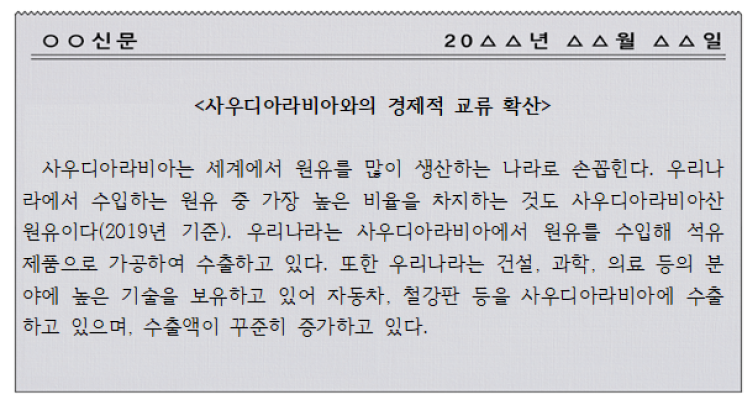 ○○신문 20△△년 △△월 △△일
<사우디아라비아와의 경제적 교류 확산>
사우디아라비아는 세계에서 원유를 많이 생산하는 나라로 손꼽힌다. 우리나
라에서 수입하는 원유 중 가장 높은 비율을 차지하는 것도 사우디아라비아산
원유이다(2019년 기준). 우리나라는 사우디아라비아에서 원유를 수입해 석유
제품으로 가공하여 수출하고 있다. 또한 우리나라는 건설, 과학, 의료 등의 분
야에 높은 기술을 보유하고 있어 자동차, 철강판 등을 사우디아라비아에 수출
하고 있으며, 수출액이 꾸준히 증가하고 있다.